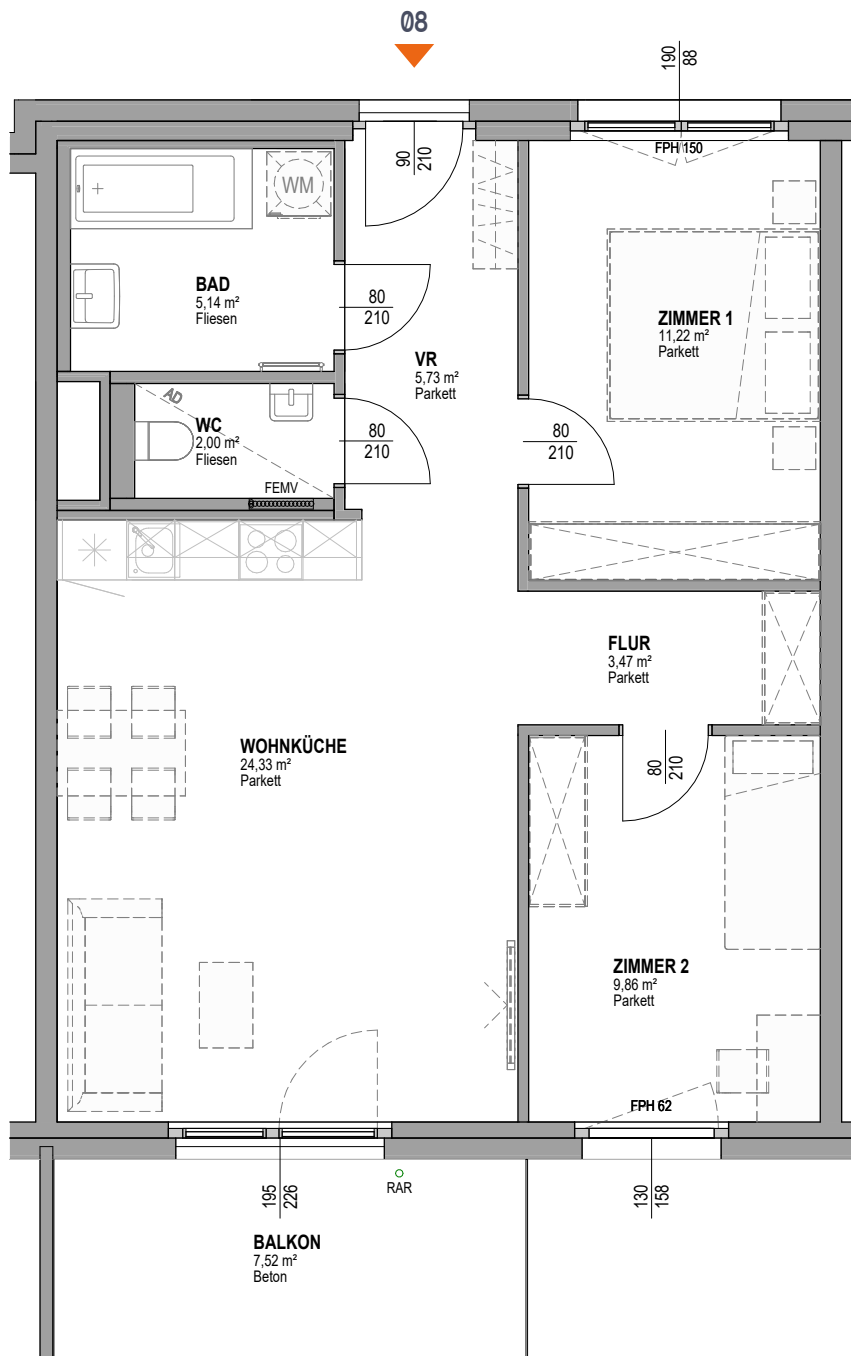 08
190
88
FPH 150
90
210
WM
BAD
5,14 m²
Fliesen
80
210
ZIMMER 1
11,22 m²
Parkett
VR
5,73 m²
Parkett
AD
WC
2,00 m²
Fliesen
80
210
80
210
FEMV
FLUR
3,47 m²
Parkett
WOHNKÜCHE
24,33 m²
Parkett
80
210
ZIMMER 2
9,86 m²
Parkett
FPH 62
195
226
RAR
130
158
BALKON
7,52 m²
Beton